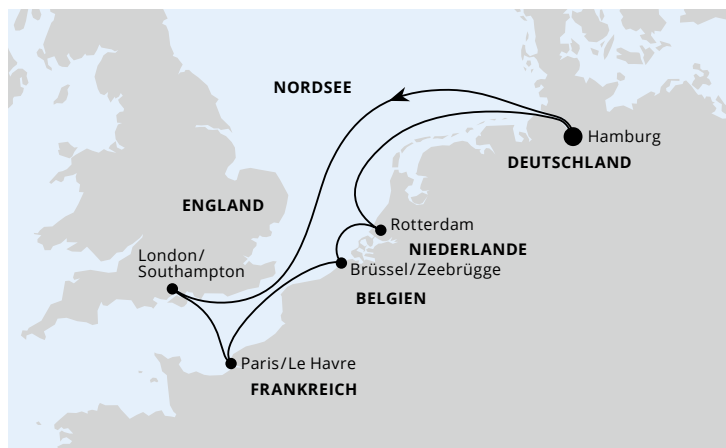 NORDSEE
Hamburg
DEUTSCHLAND
ENGLAND
Rotterdam
NIEDERLANDE
London/
Southampton
Brüssel/Zeebrügge
BELGIEN
Paris/Le Havre
FRANKREICH